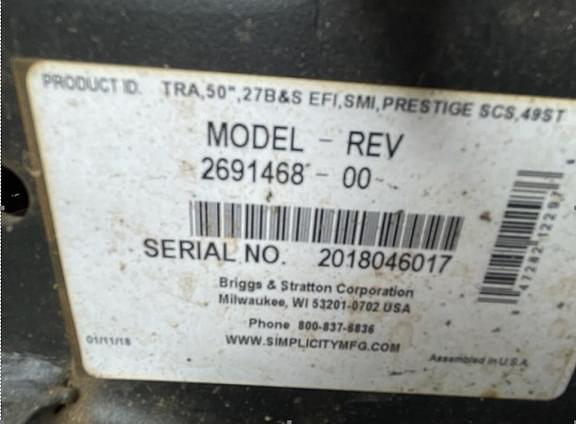 PRODUCT ID. TRA,50",27B&S EFI,SMI,PRESTIGE SCS,49ST
MODEL - REV
2691468 - 00
SERIAL NO. 2018046017
Briggs & Stratton Corporation
Milwaukee, WI 53201-0702 USA
Phone 800-837-6836
WWW.SIMPLICITYMFG.COM
01/11/18
Assembled in U.S.A.